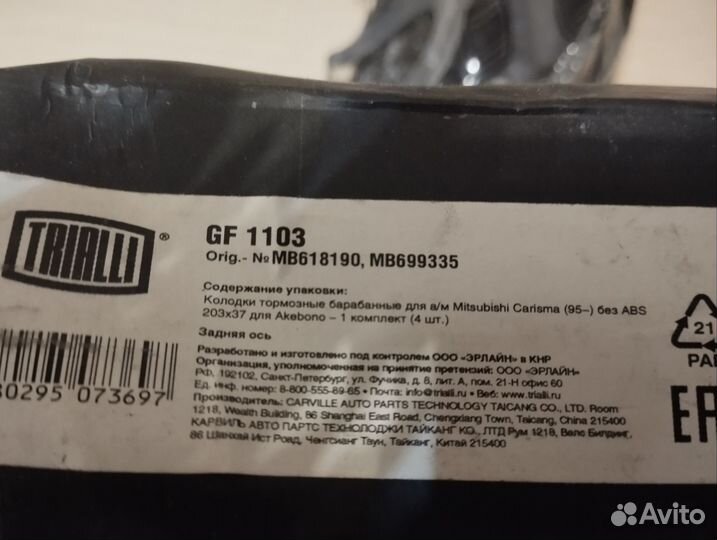 TRIALLI ®
GF 1103
Orig.- №MB618190, MB699335
Содержание упаковки:
Колодки тормозные барабанные для а/м Mitsubishi Carisma (95–) без ABS
203x37 для Akebono – 1 комплект (4 шт.)
Задняя ось
Разработано и изготовлено под контролем ООО «ЭРЛАЙН» в КНР
Организация, уполномоченная на принятие претензий: ООО «ЭРЛАЙН»
РФ, 192102, Санкт-Петербург, ул. Фучика, д. 8, лит. А, пом. 21-Н офис 60
Ед. инф. номер: 8-800-555-89-65 • Почта: info@trialli.ru • Веб: www.trialli.ru
Производитель: CARVILLE AUTO PARTS TECHNOLOGY TAICANG CO., LTD. Room
1218, Wealth Building, 86 Shanghai East Road, Chengxiang Town, Taicang, China 215400
КАРВИЛЬ АВТО ПАРТС ТЕХНОЛОДЖИ ТАЙКАНГ КО., ЛТД Рум 1218, Велс Билдинг,
86 Шанхай Ист Роад, Ченгсианг Таун, Тайканг, Китай 215400
80295 073697
21
PAP
EAC
Avito